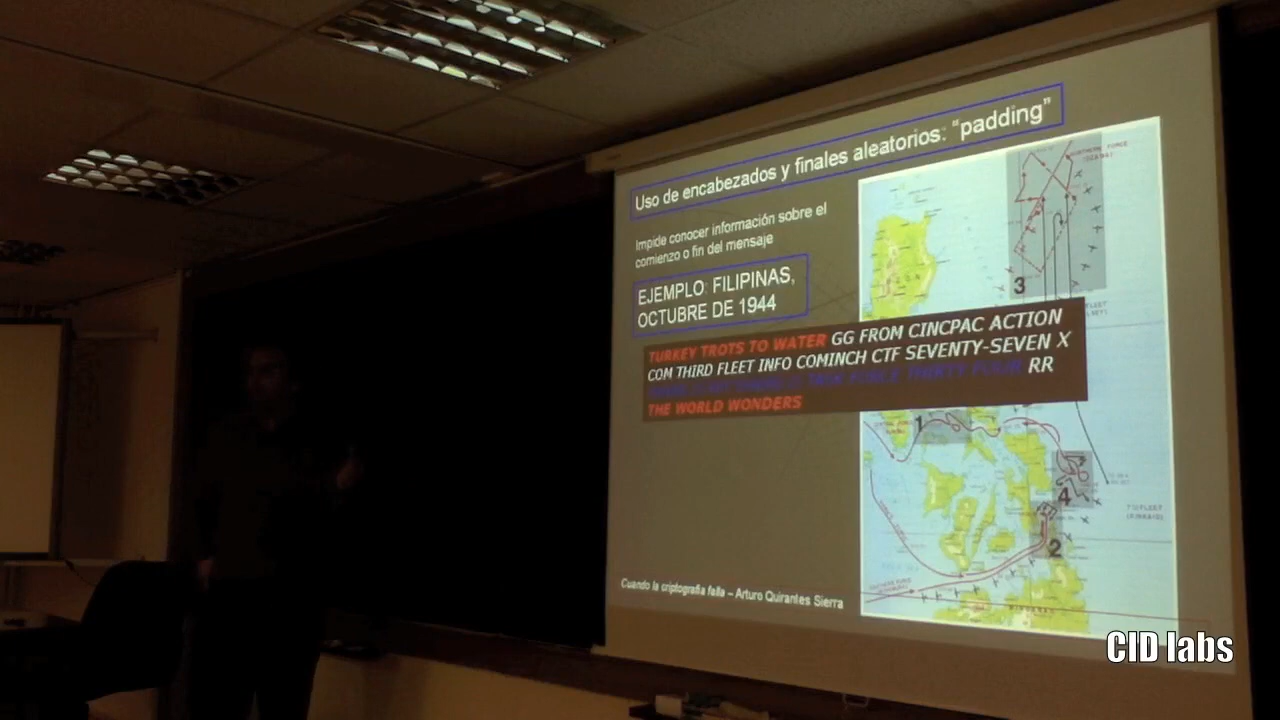 Uso de encabezados y finales aleatorios: “padding”
Impide conocer información sobre el
comienzo o fin del mensaje
EJEMPLO: FILIPINAS,
OCTUBRE DE 1944
TURKEY TROTS TO WATER GG FROM CINCPAC ACTION
COM THIRD FLEET INFO COMINCH CTF SEVENTY-SEVEN X
TASK FORCE THIRTY FOUR RR
THE WORLD WONDERS
NORTHERN FORCE
3
1
4
2
Cuando la criptografía falla – Arturo Quirantes Sierra
CID labs